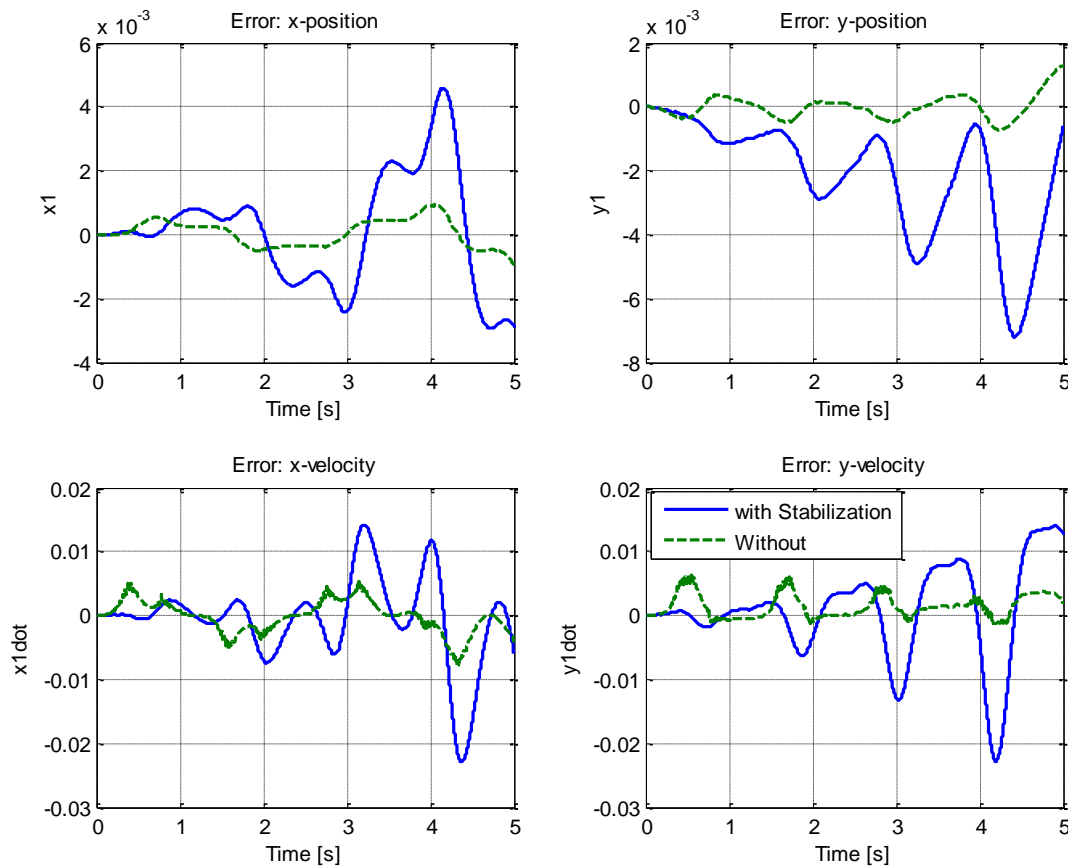 x 10⁻³
Error: x-position
6
4
2
0
-2
-4
x1
0 1 2 3 4 5
Time [s]
x 10⁻³
Error: y-position
2
0
-2
-4
-6
-8
y1
0 1 2 3 4 5
Time [s]
Error: x-velocity
0.02
0.01
0
-0.01
-0.02
-0.03
x1dot
0 1 2 3 4 5
Time [s]
Error: y-velocity
0.02
0.01
0
-0.01
-0.02
-0.03
y1dot
with Stabilization
Without
0 1 2 3 4 5
Time [s]